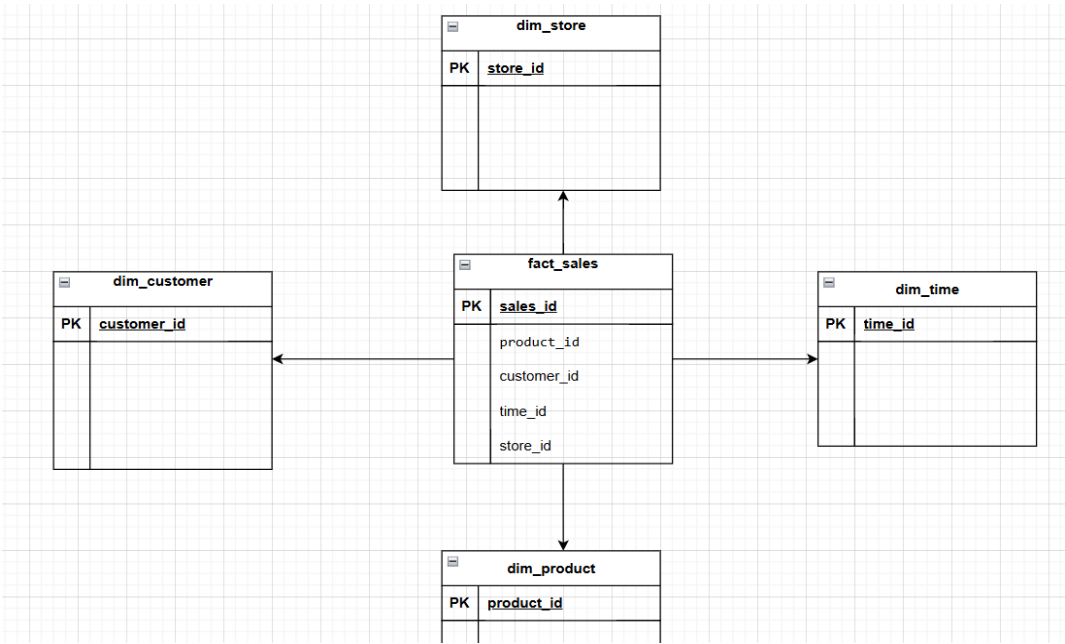 dim_store
PK store_id
fact_sales
PK sales_id
product_id
customer_id
time_id
store_id
dim_customer
PK customer_id
dim_time
PK time_id
dim_product
PK product_id